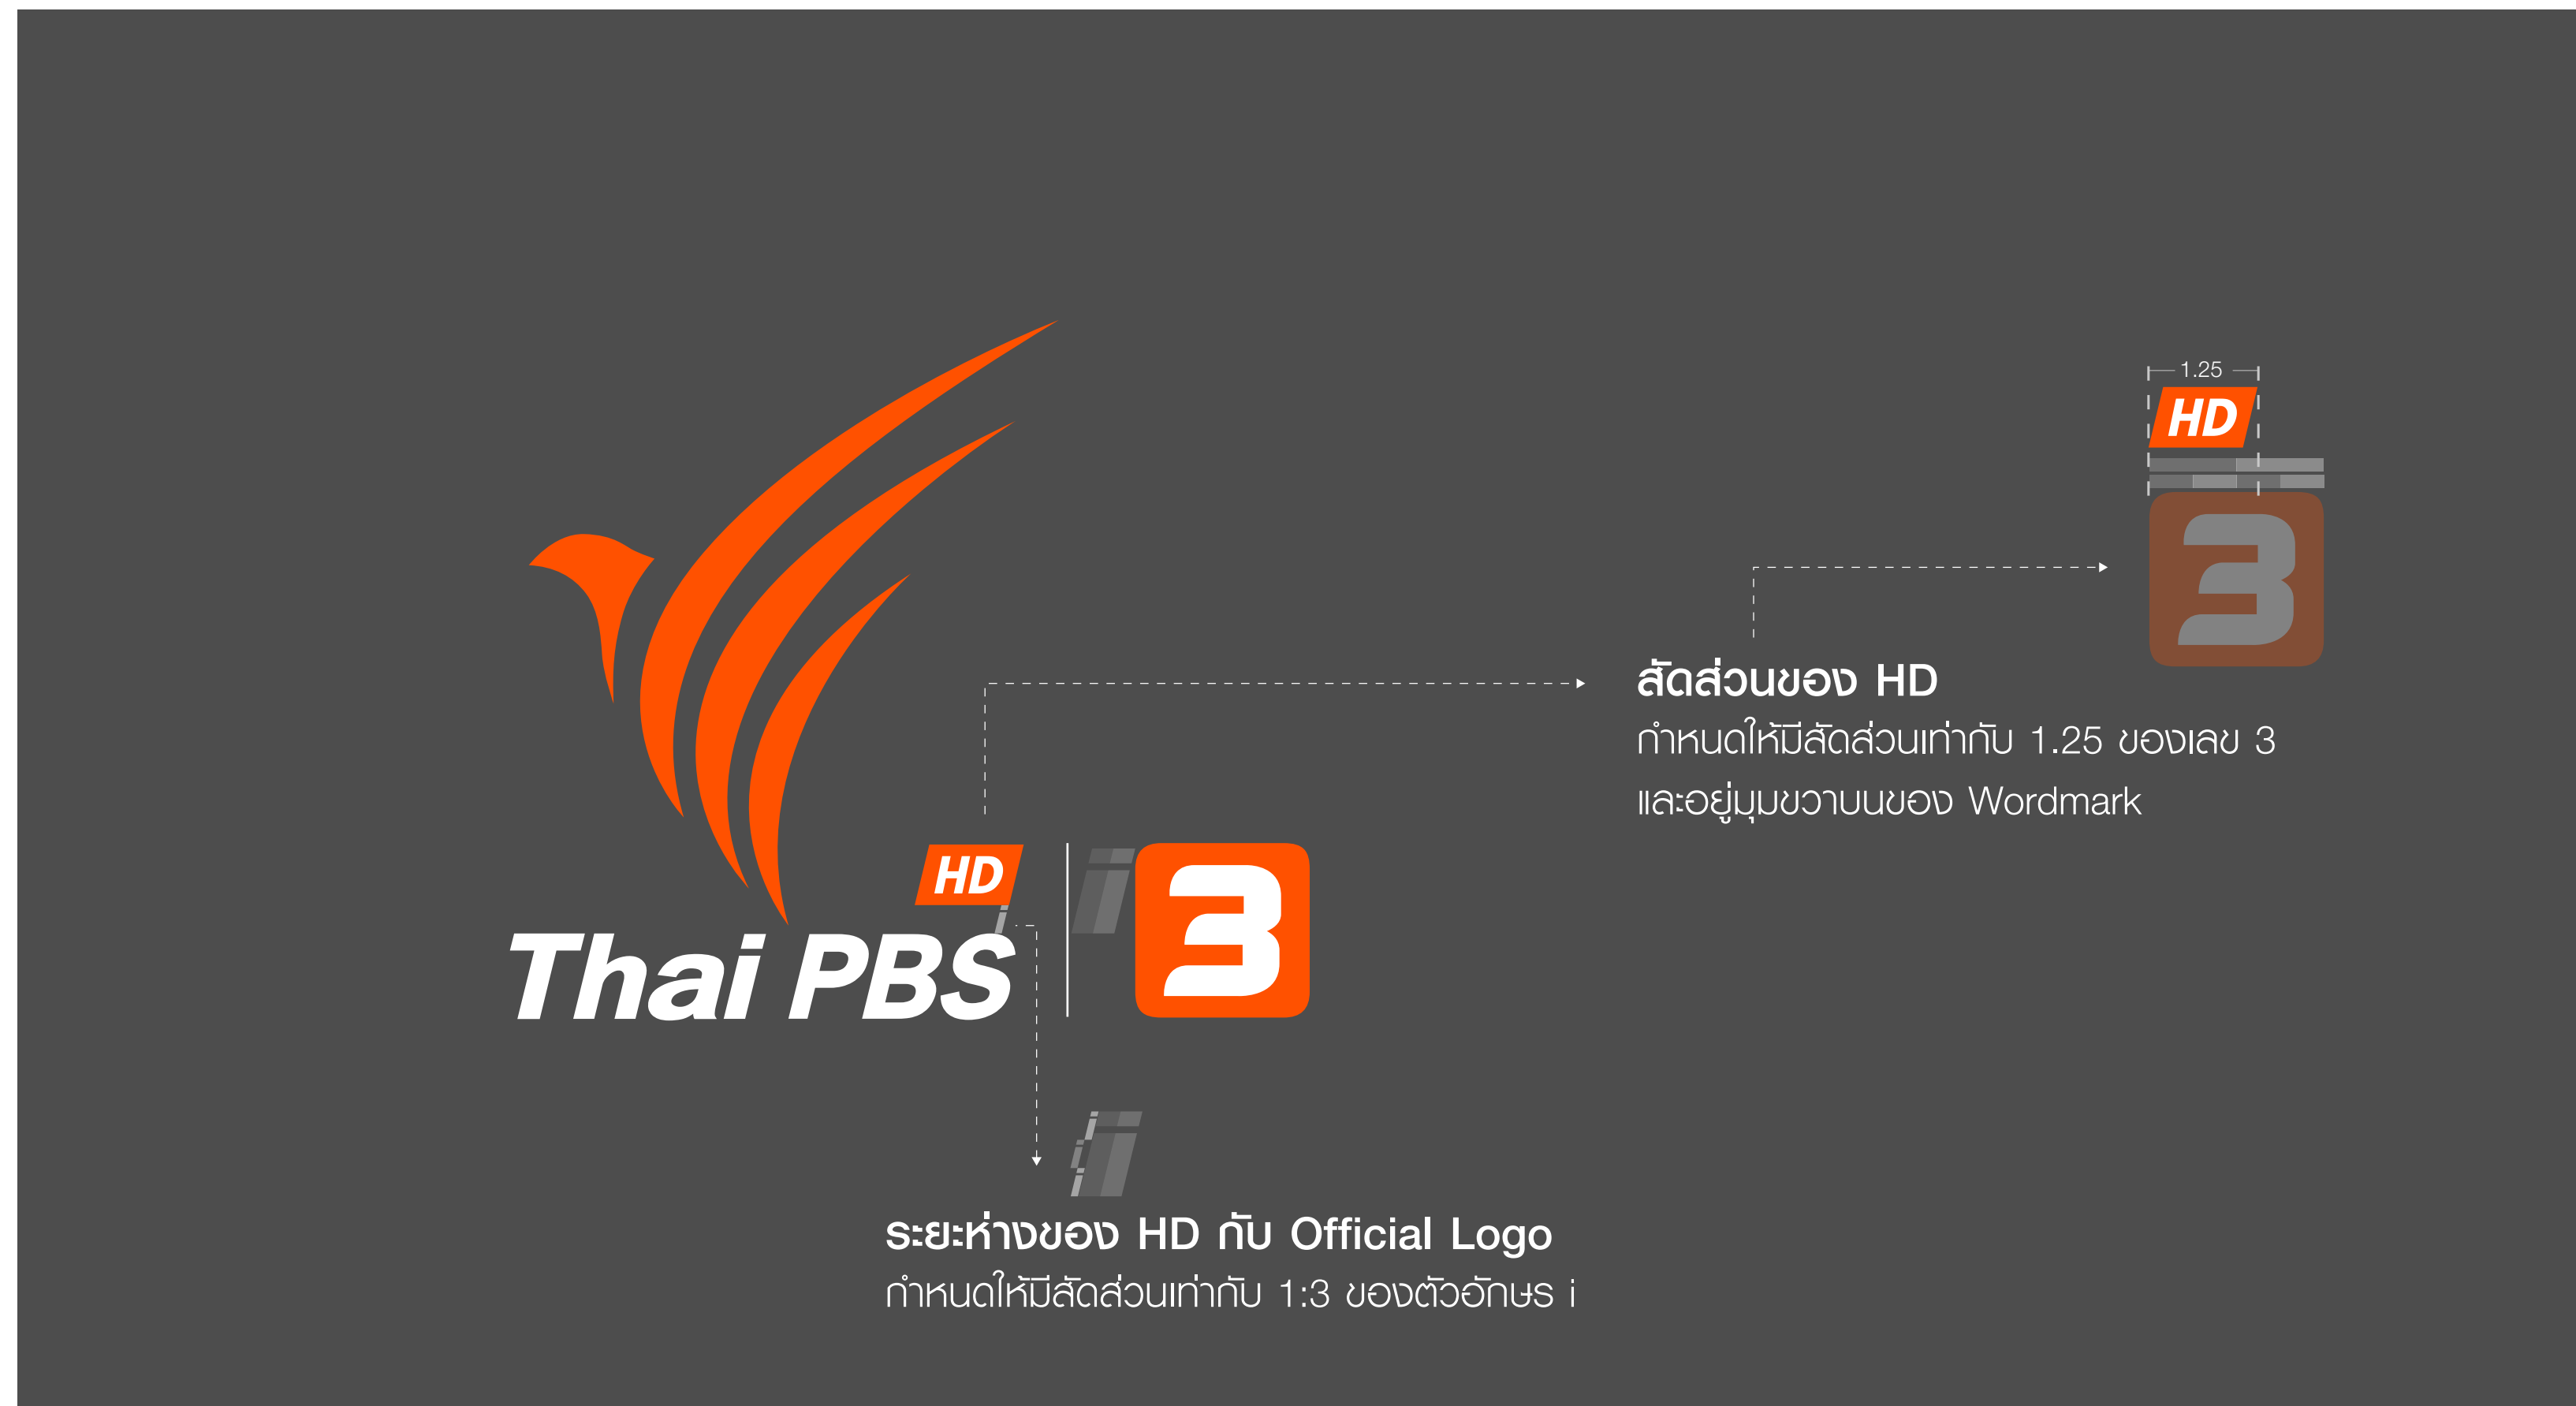 1.25
HD
3
สัดส่วนของ HD
กำหนดให้มีสัดส่วนเท่ากับ 1.25 ของเลข 3
และอยู่มุมขวาบนของ Wordmark
HD
Thai PBS
3
ระยะห่างของ HD กับ Official Logo
กำหนดให้มีสัดส่วนเท่ากับ 1:3 ของตัวอักษร i